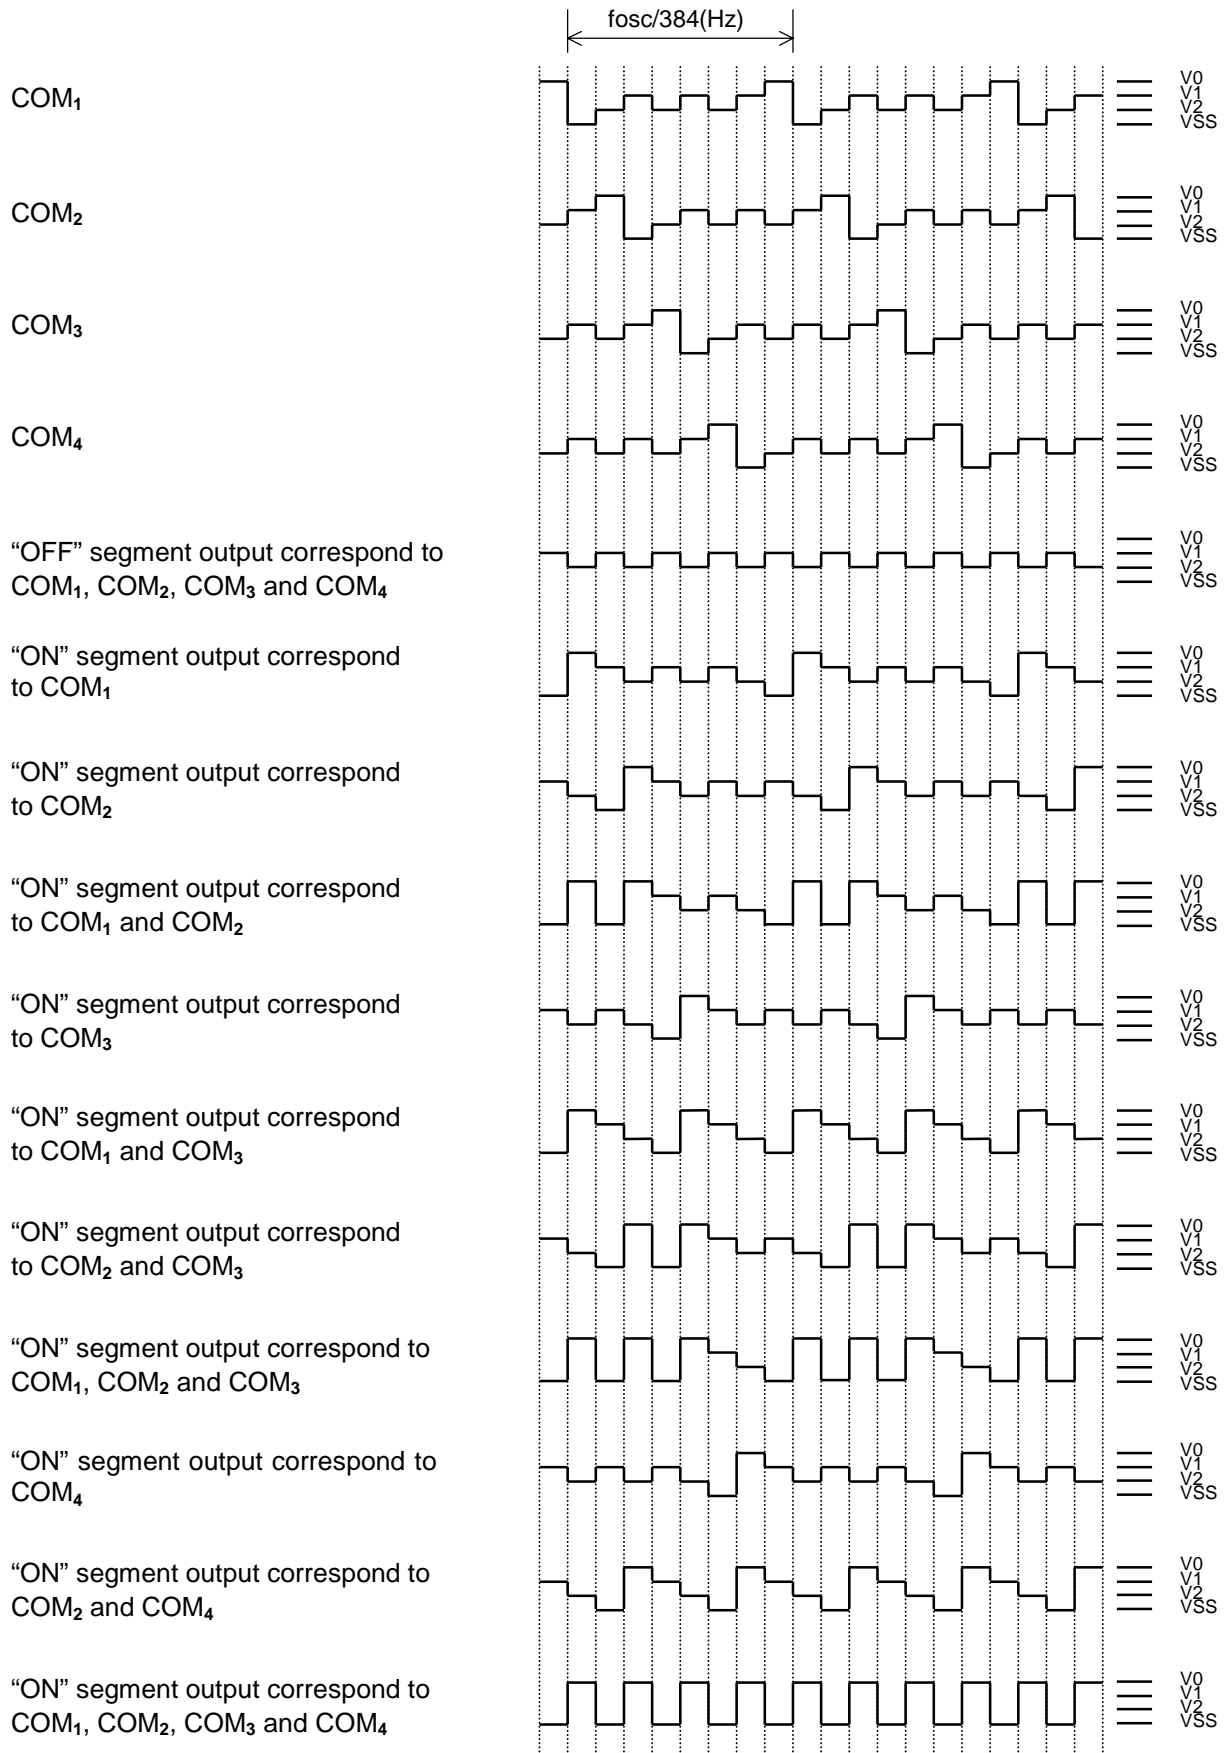 fosc/384(Hz)
COM₁
V0
V1
V2
VSS
COM₂
V0
V1
V2
VSS
COM₃
V0
V1
V2
VSS
COM₄
V0
V1
V2
VSS
“OFF” segment output correspond to
COM₁, COM₂, COM₃ and COM₄
V0
V1
V2
VSS
“ON” segment output correspond
to COM₁
V0
V1
V2
VSS
“ON” segment output correspond
to COM₂
V0
V1
V2
VSS
“ON” segment output correspond
to COM₁ and COM₂
V0
V1
V2
VSS
“ON” segment output correspond
to COM₃
V0
V1
V2
VSS
“ON” segment output correspond
to COM₁ and COM₃
V0
V1
V2
VSS
“ON” segment output correspond
to COM₂ and COM₃
V0
V1
V2
VSS
“ON” segment output correspond to
COM₁, COM₂ and COM₃
V0
V1
V2
VSS
“ON” segment output correspond to
COM₄
V0
V1
V2
VSS
“ON” segment output correspond to
COM₂ and COM₄
V0
V1
V2
VSS
“ON” segment output correspond to
COM₁, COM₂, COM₃ and COM₄
V0
V1
V2
VSS